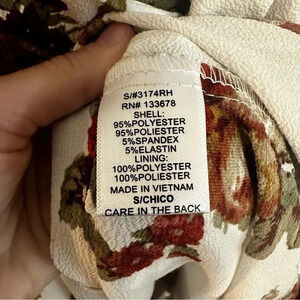 S/#3174RH
RN# 133678
SHELL:
95%POLYESTER
95%POLIESTER
5%SPANDEX
5%ELASTIN
LINING:
100%POLYESTER
100%POLIESTER
MADE IN VIETNAM
S/CHICO
CARE IN THE BACK